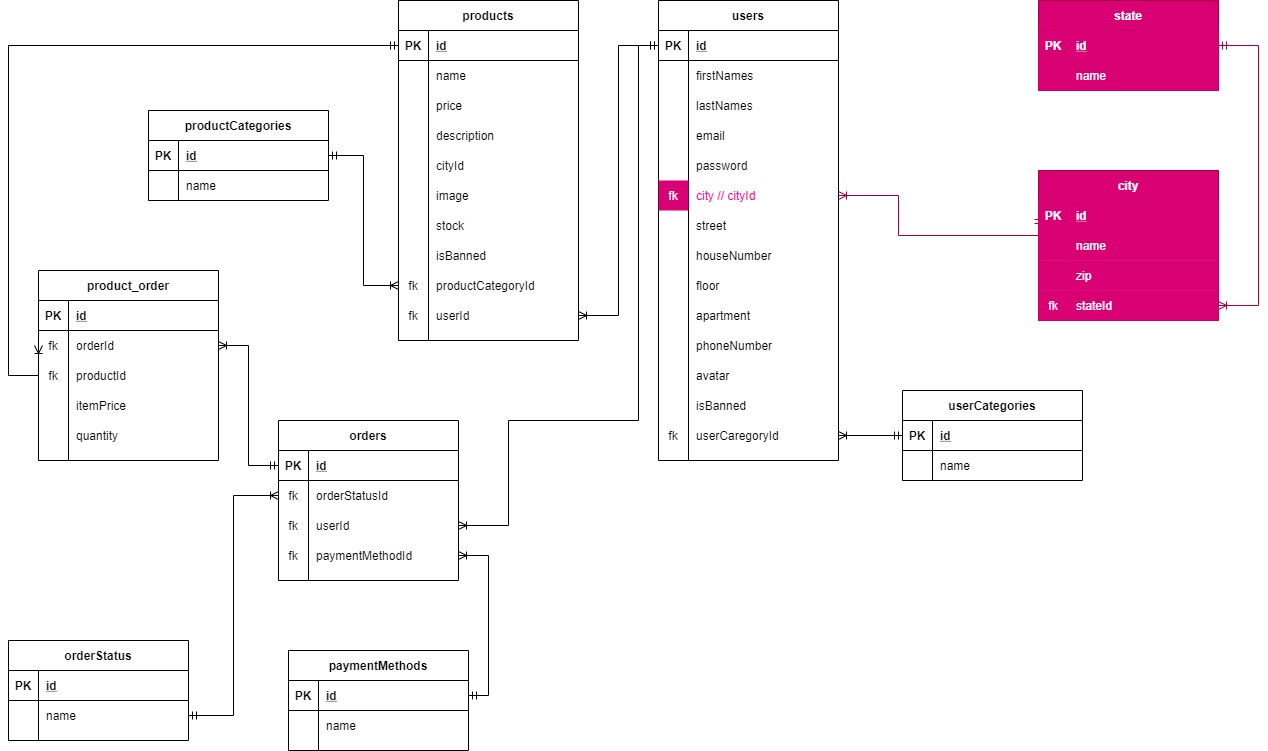 products
PK id
name
price
description
cityId
image
stock
isBanned
fk productCategoryId
fk userId
users
PK id
firstNames
lastNames
email
password
fk city // cityId
street
houseNumber
floor
apartment
phoneNumber
avatar
isBanned
fk userCaregoryId
state
PK id
name
city
PK id
name
zip
fk stateId
productCategories
PK id
name
product_order
PK id
fk orderId
fk productId
itemPrice
quantity
orders
PK id
fk orderStatusId
fk userId
fk paymentMethodId
userCategories
PK id
name
orderStatus
PK id
name
paymentMethods
PK id
name